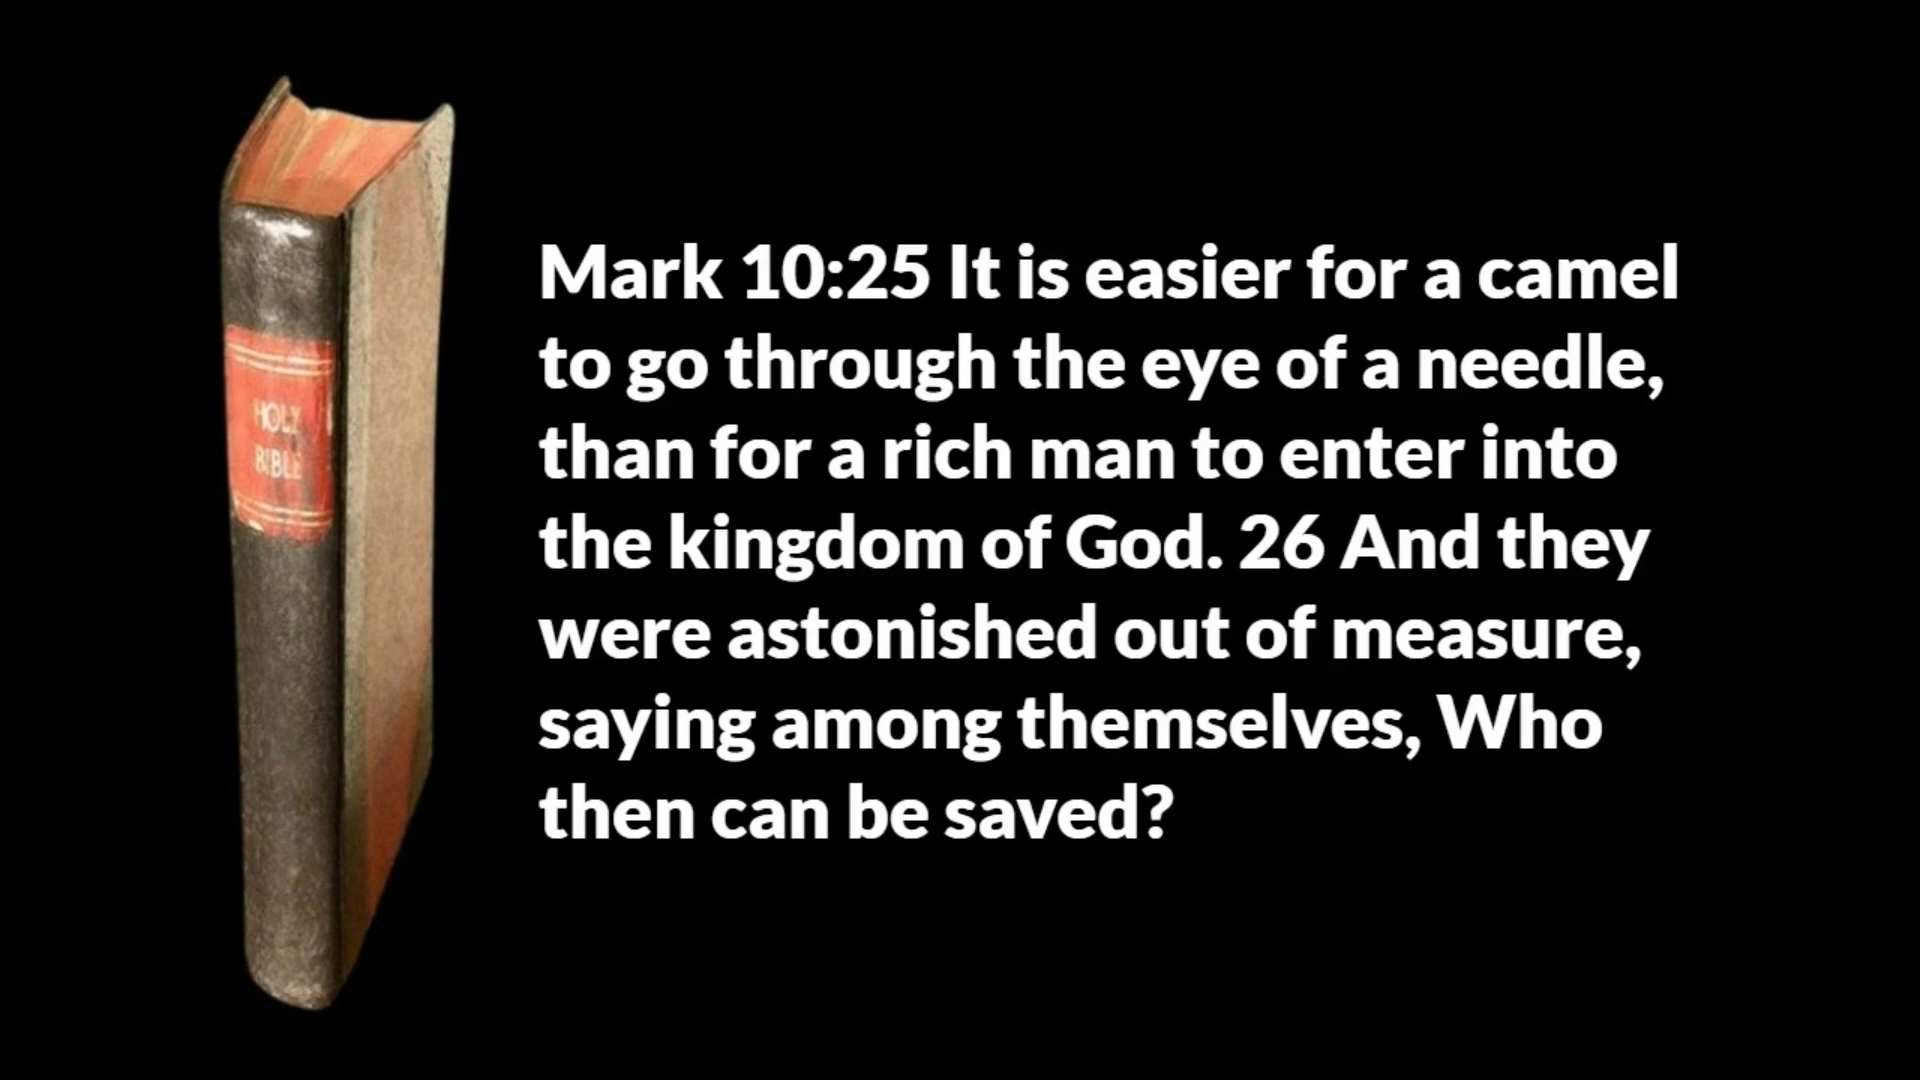 HOLY
BIBLE
Mark 10:25 It is easier for a camel
to go through the eye of a needle,
than for a rich man to enter into
the kingdom of God. 26 And they
were astonished out of measure,
saying among themselves, Who
then can be saved?